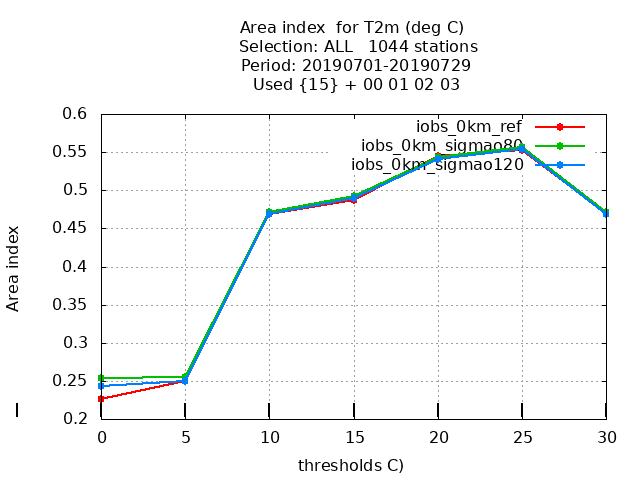 Area index  for T2m (deg C)
Selection: ALL   1044 stations
Period: 20190701-20190729
Used {15} + 00 01 02 03
iobs_0km_ref
iobs_0km_sigmao80
iobs_0km_sigmao120
Area index
0.6
0.55
0.5
0.45
0.4
0.35
0.3
0.25
0.2
0 5 10 15 20 25 30
thresholds C)